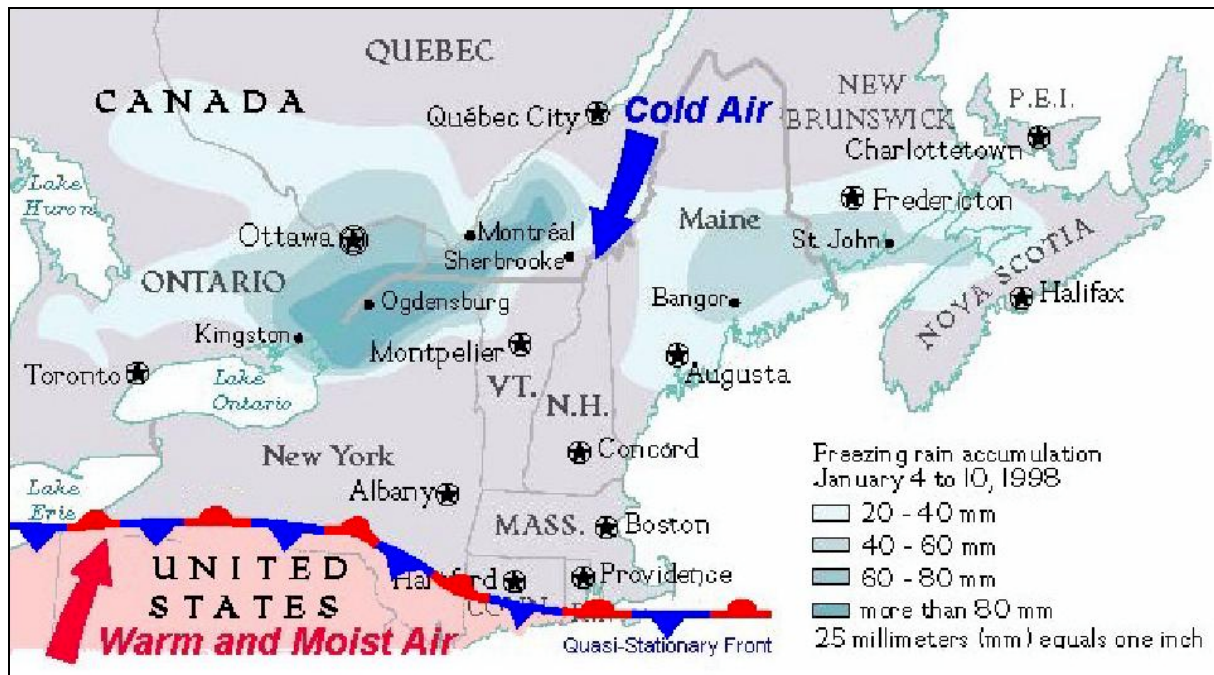 QUEBEC
CANADA
Québec City
Cold Air
NEW
BRUNSWICK
P.E.I.
Charlottetown
Lake
Huron
Ottawa
Montréal
Sherbrooke
Maine
Fredericton
St. John
ONTARIO
Ogdensburg
Bangor
NOVA SCOTIA
Halifax
Kingston
Montpelier
Toronto
Augusta
Lake
Ontario
VT.
N.H.
New York
Concord
Lake
Erie
Albany
MASS.
Boston
UNITED
STATES
Hartford
Providence
CONN
Warm and Moist Air
Quasi-Stationary Front
Freezing rain accumulation
January 4 to 10, 1998
20 - 40 mm
40 - 60 mm
60 - 80 mm
more than 80 mm
25 millimeters (mm) equals one inch